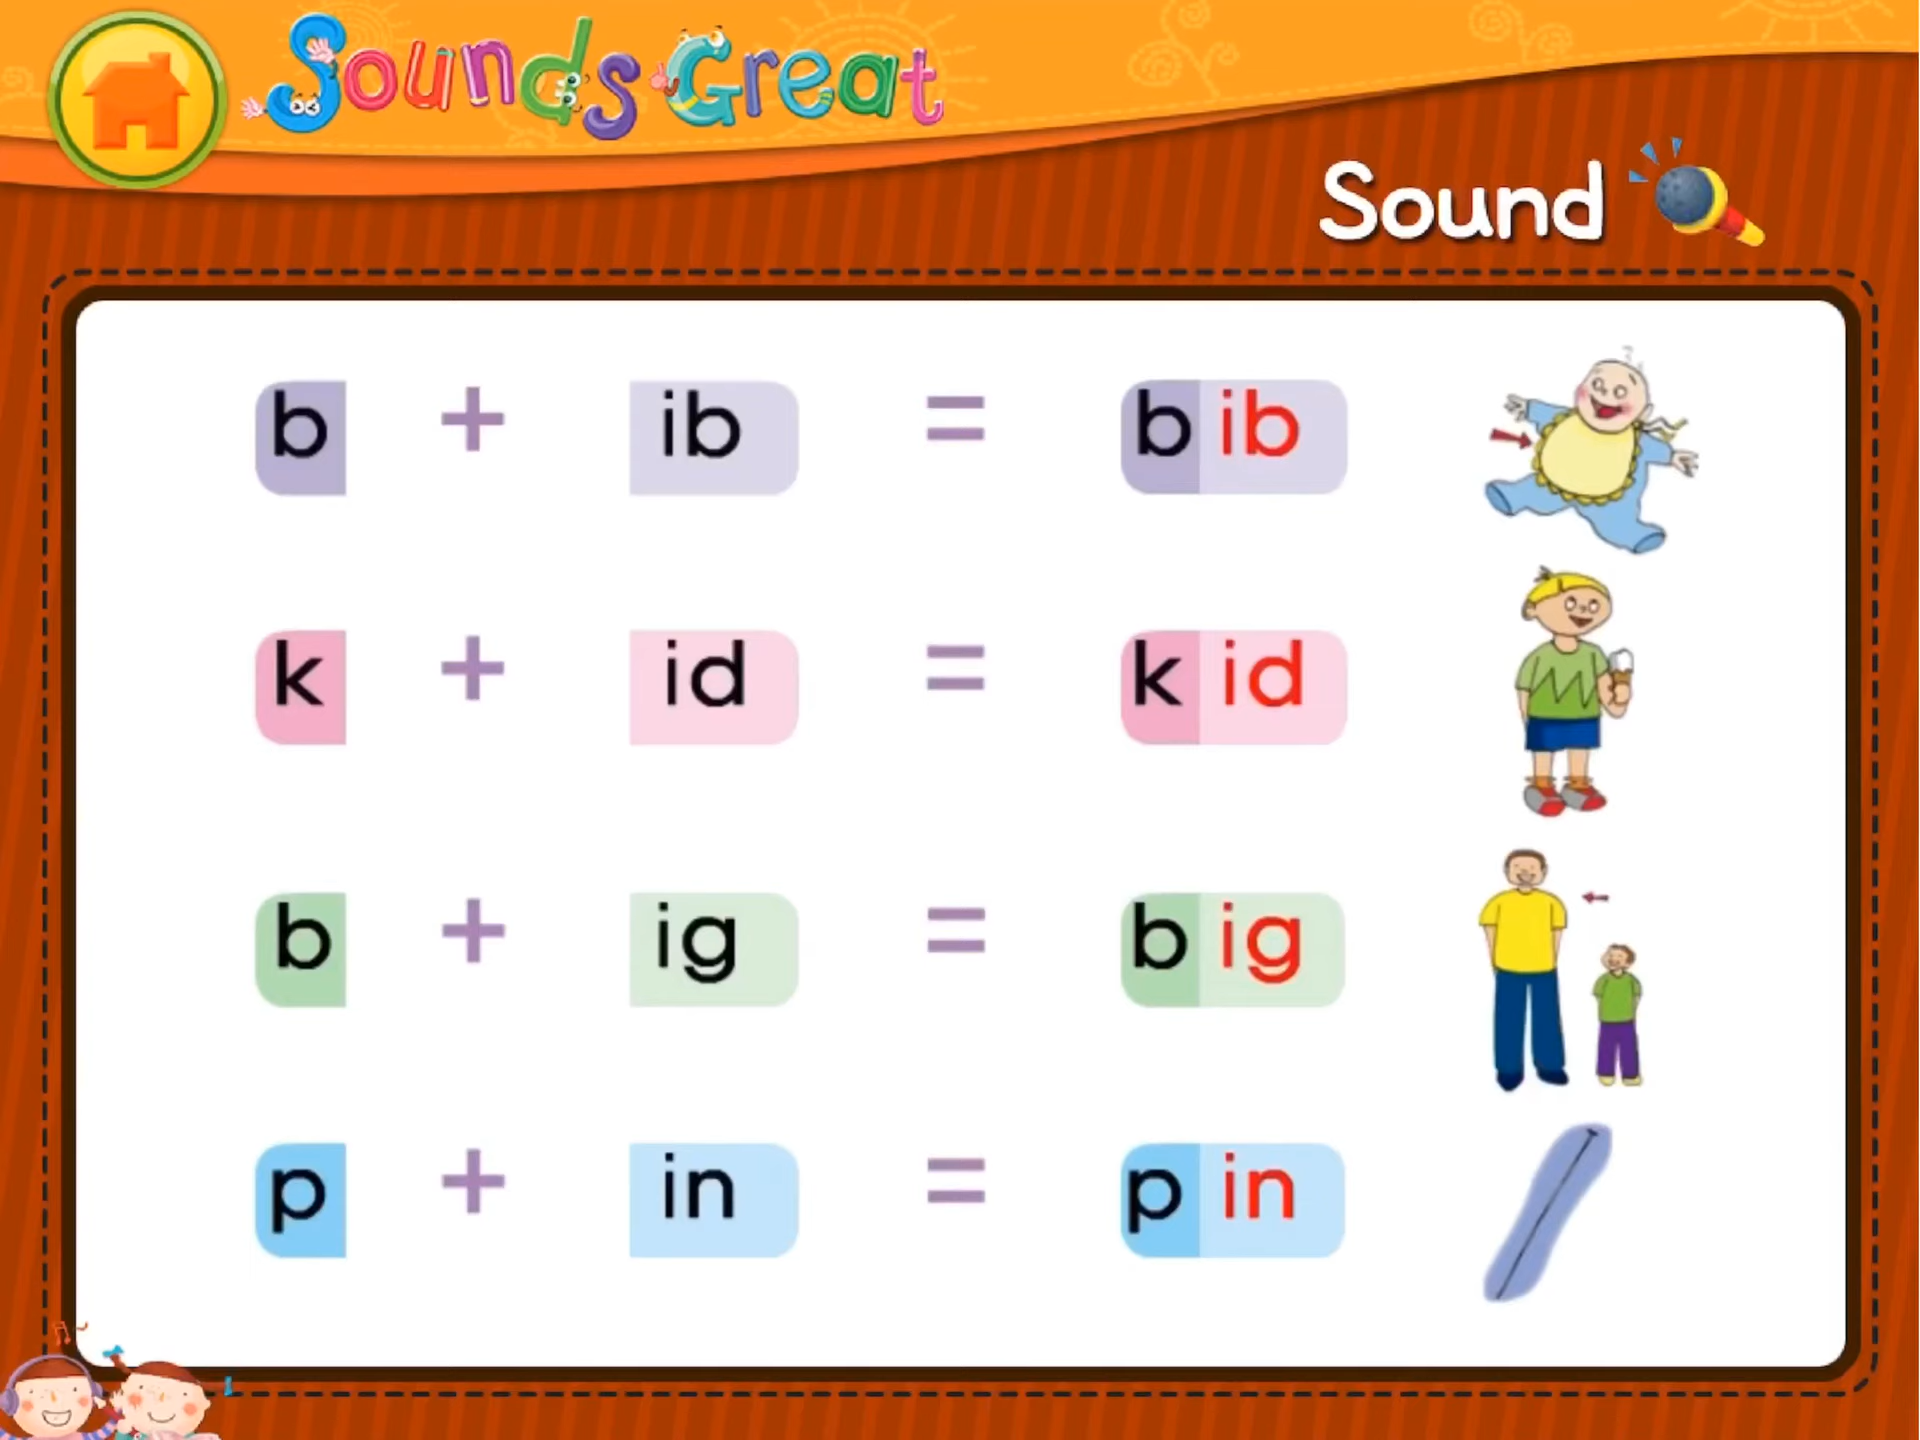 Sounds Great
Sound
b + ib = bib
k + id = kid
b + ig = big
p + in = pin